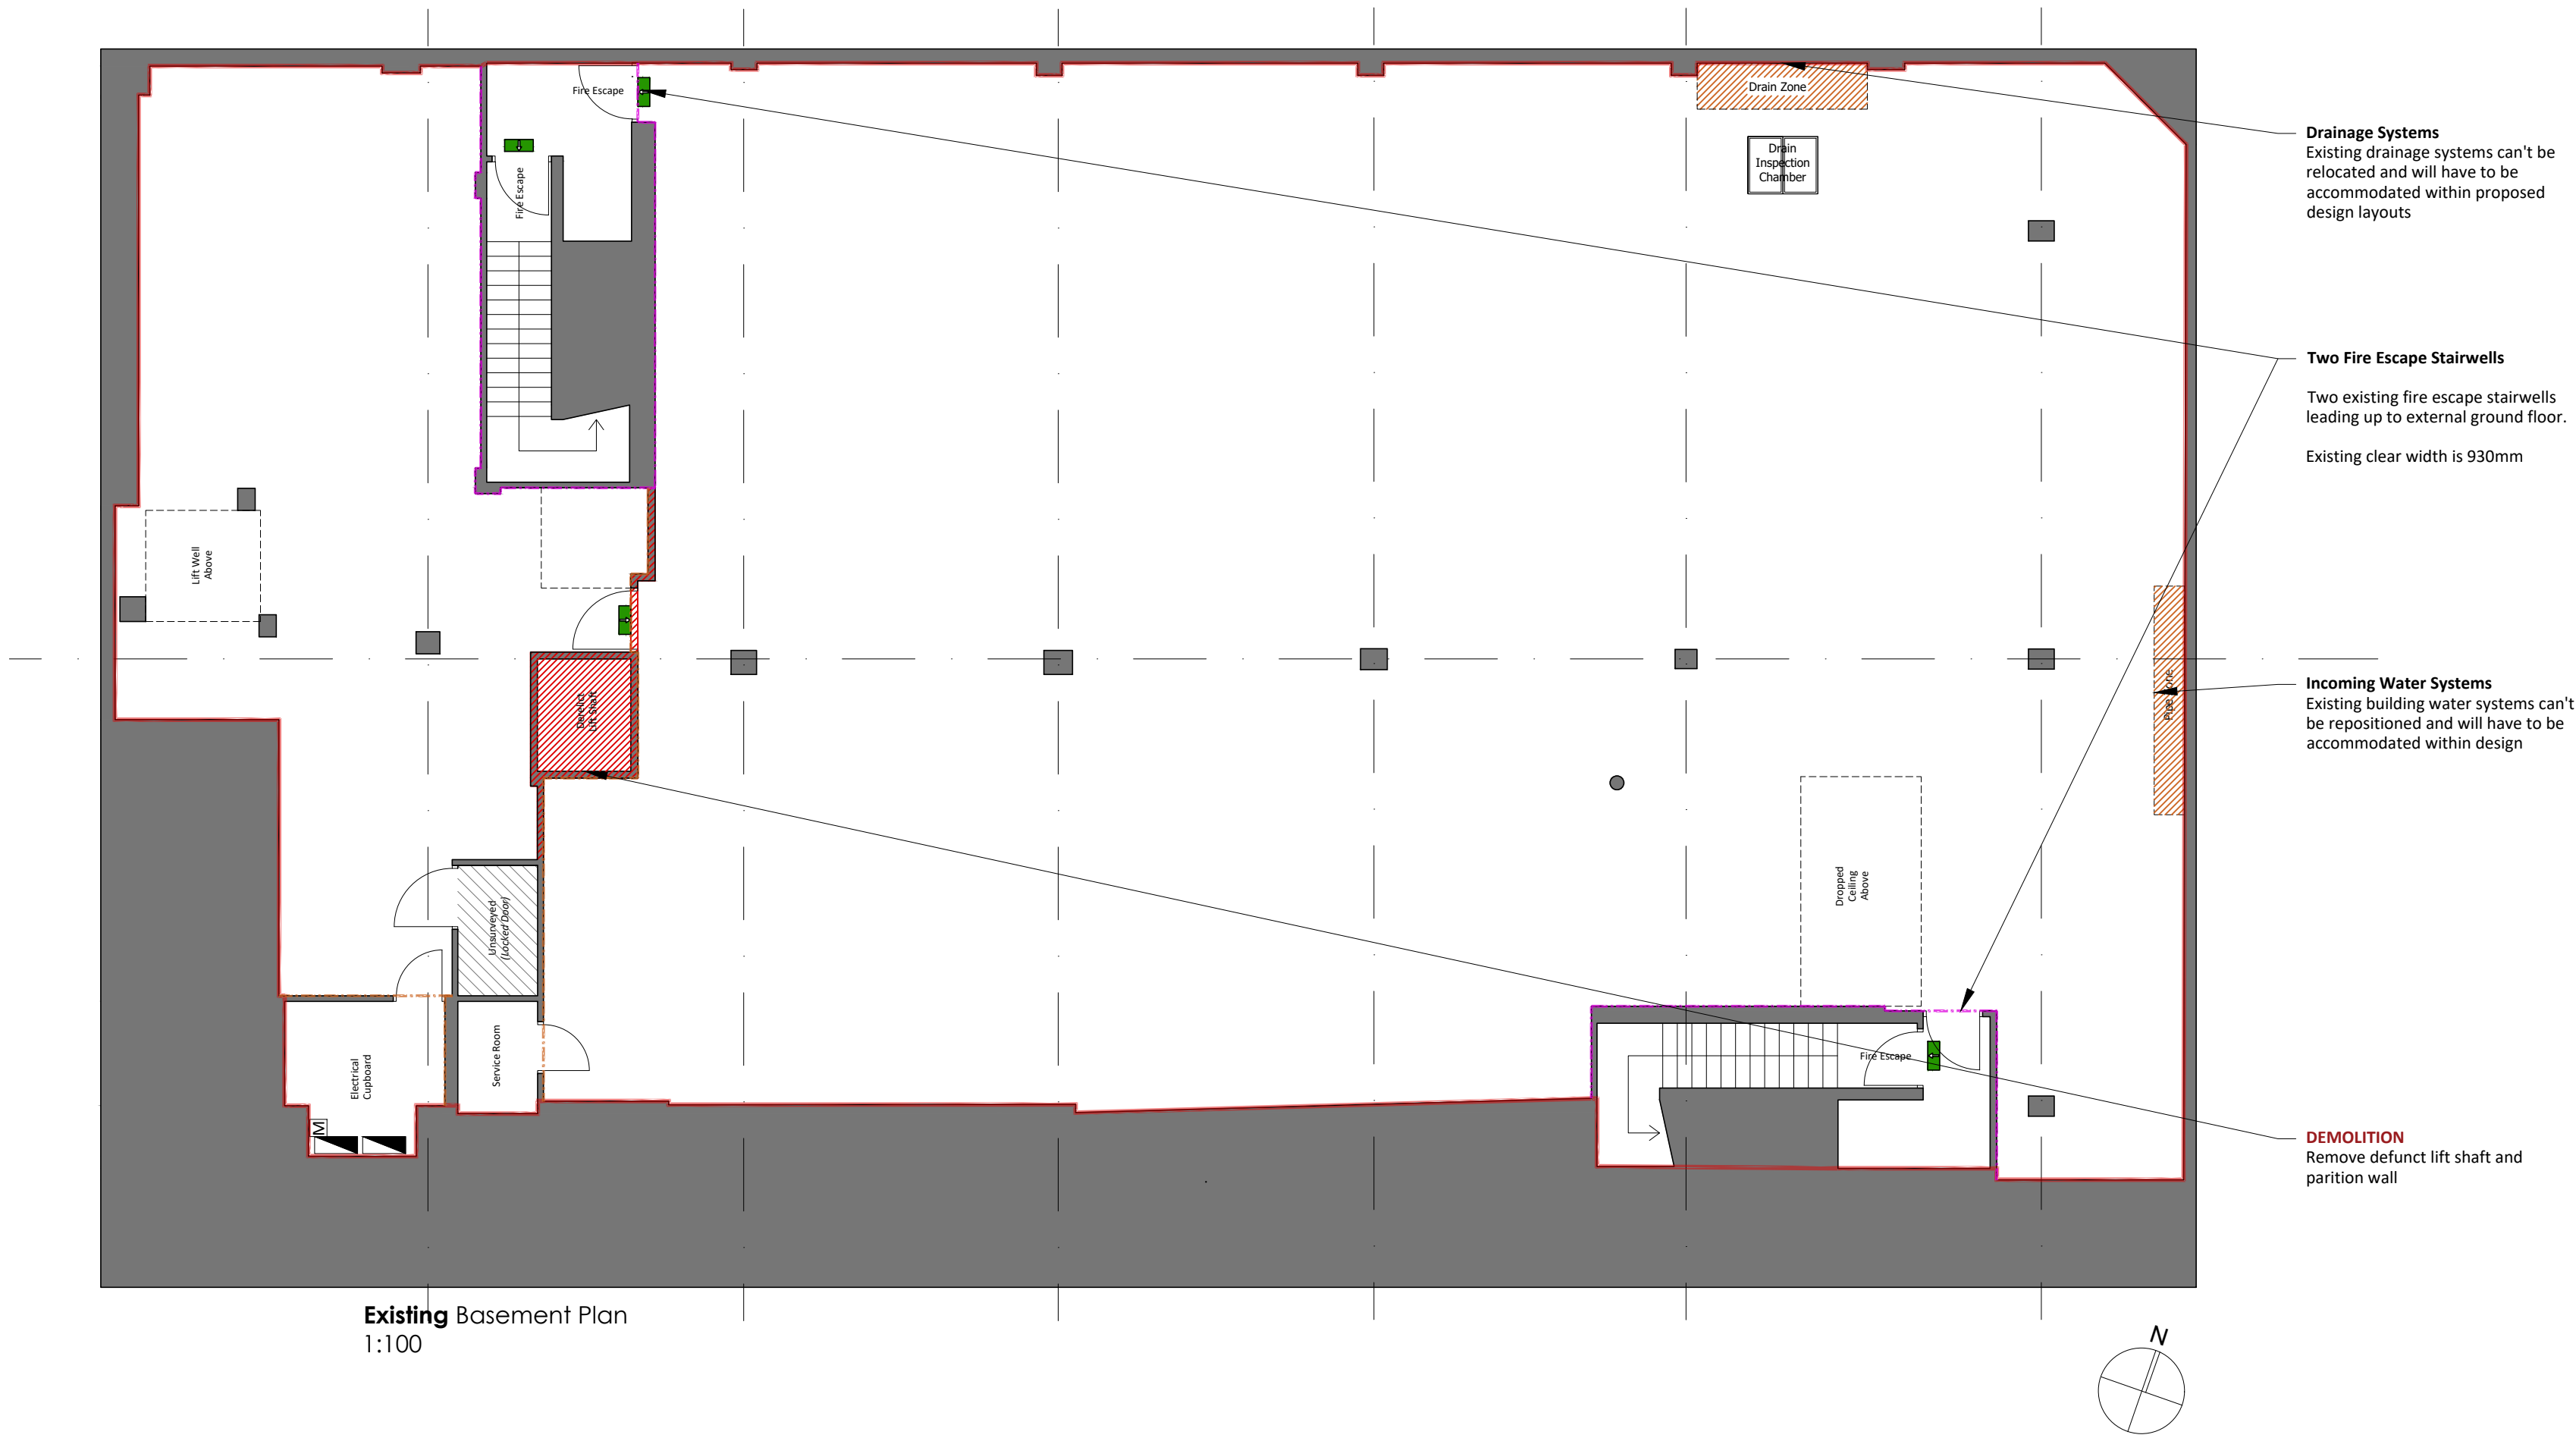 Fire Escape
Drain Zone
Drain
Inspection
Chamber
Fire Escape
Drainage Systems
Existing drainage systems can't be
relocated and will have to be
accommodated within proposed
design layouts
Two Fire Escape Stairwells
Two existing fire escape stairwells
leading up to external ground floor.
Existing clear width is 930mm
Lift Well
Above
Derelict
Lift Shaft
Pipe Zone
Incoming Water Systems
Existing building water systems can't
be repositioned and will have to be
accommodated within design
Dropped
Ceiling
Above
Unsurveyed
(Locked Door)
Service Room
Electrical
Cupboard
M
Fire Escape
DEMOLITION
Remove defunct lift shaft and
parition wall
Existing Basement Plan
1:100
N